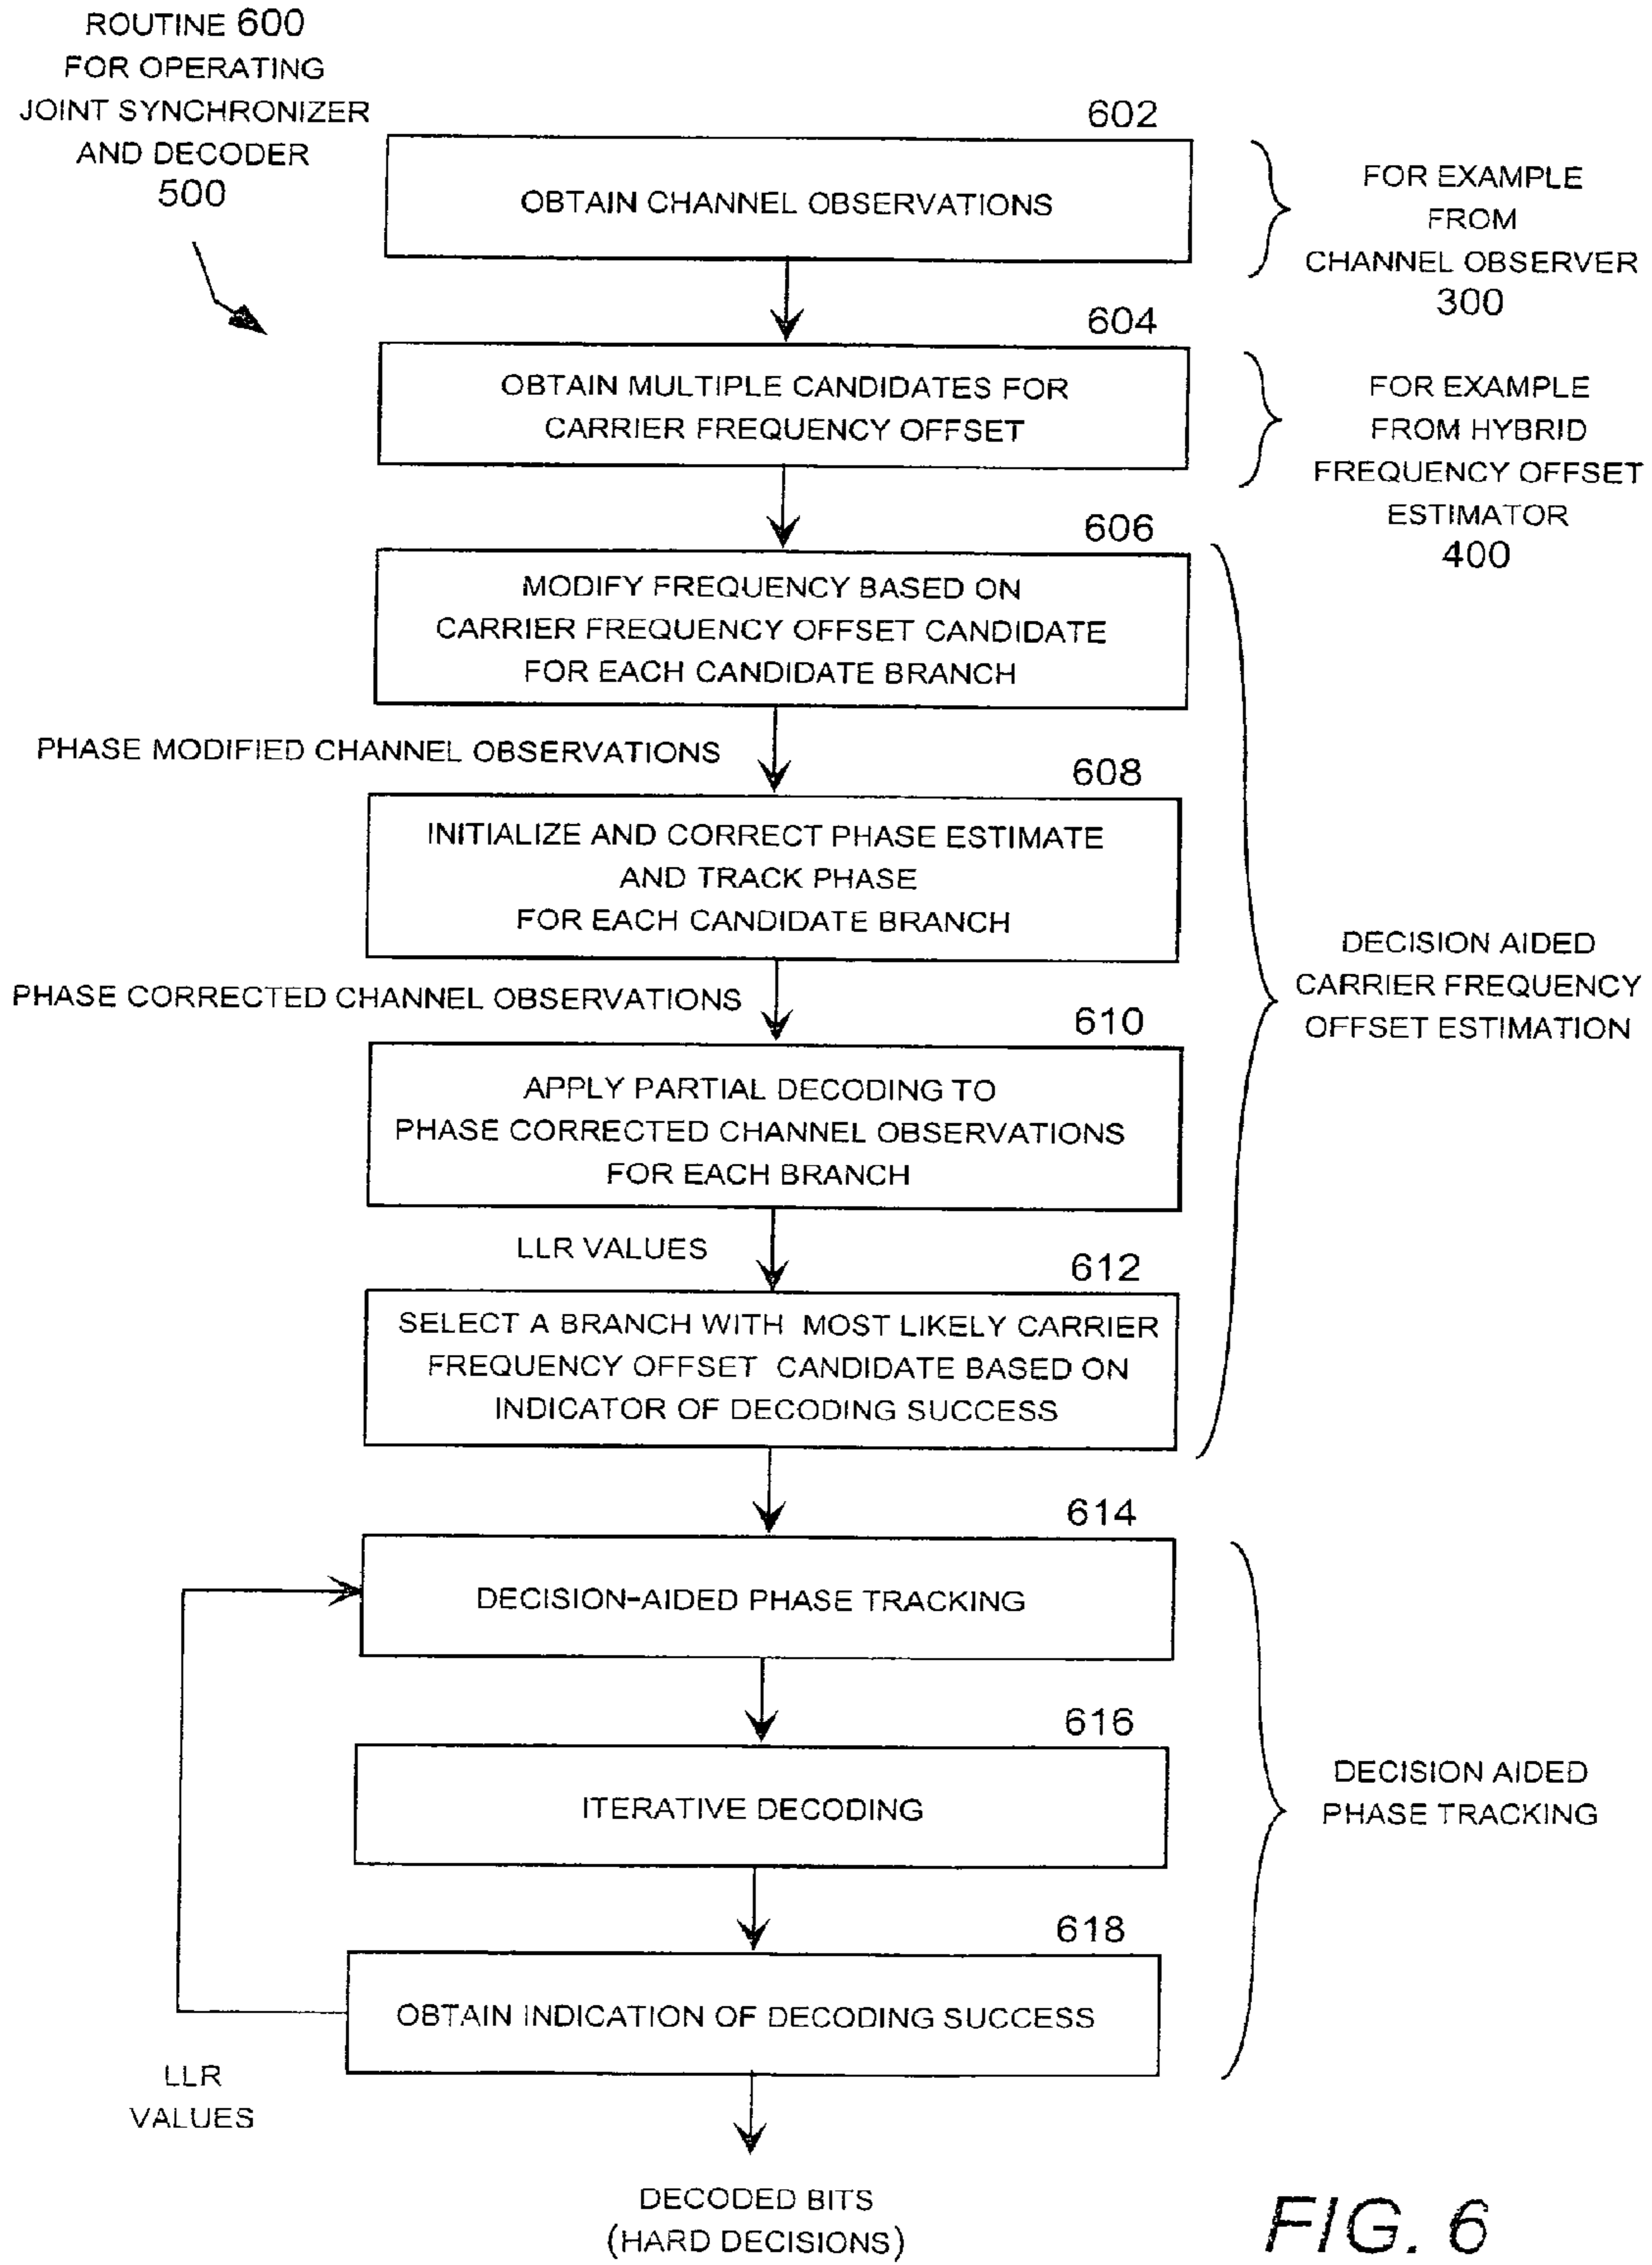 ROUTINE 600
FOR OPERATING
JOINT SYNCHRONIZER
AND DECODER
500
602
OBTAIN CHANNEL OBSERVATIONS
FOR EXAMPLE
FROM
CHANNEL OBSERVER
300
604
OBTAIN MULTIPLE CANDIDATES FOR
CARRIER FREQUENCY OFFSET
FOR EXAMPLE
FROM HYBRID
FREQUENCY OFFSET
ESTIMATOR
400
606
MODIFY FREQUENCY BASED ON
CARRIER FREQUENCY OFFSET CANDIDATE
FOR EACH CANDIDATE BRANCH
PHASE MODIFIED CHANNEL OBSERVATIONS
608
INITIALIZE AND CORRECT PHASE ESTIMATE
AND TRACK PHASE
FOR EACH CANDIDATE BRANCH
DECISION AIDED
CARRIER FREQUENCY
OFFSET ESTIMATION
PHASE CORRECTED CHANNEL OBSERVATIONS
610
APPLY PARTIAL DECODING TO
PHASE CORRECTED CHANNEL OBSERVATIONS
FOR EACH BRANCH
LLR VALUES
612
SELECT A BRANCH WITH MOST LIKELY CARRIER
FREQUENCY OFFSET CANDIDATE BASED ON
INDICATOR OF DECODING SUCCESS
614
DECISION-AIDED PHASE TRACKING
616
ITERATIVE DECODING
DECISION AIDED
PHASE TRACKING
618
OBTAIN INDICATION OF DECODING SUCCESS
LLR
VALUES
DECODED BITS
(HARD DECISIONS)
FIG. 6